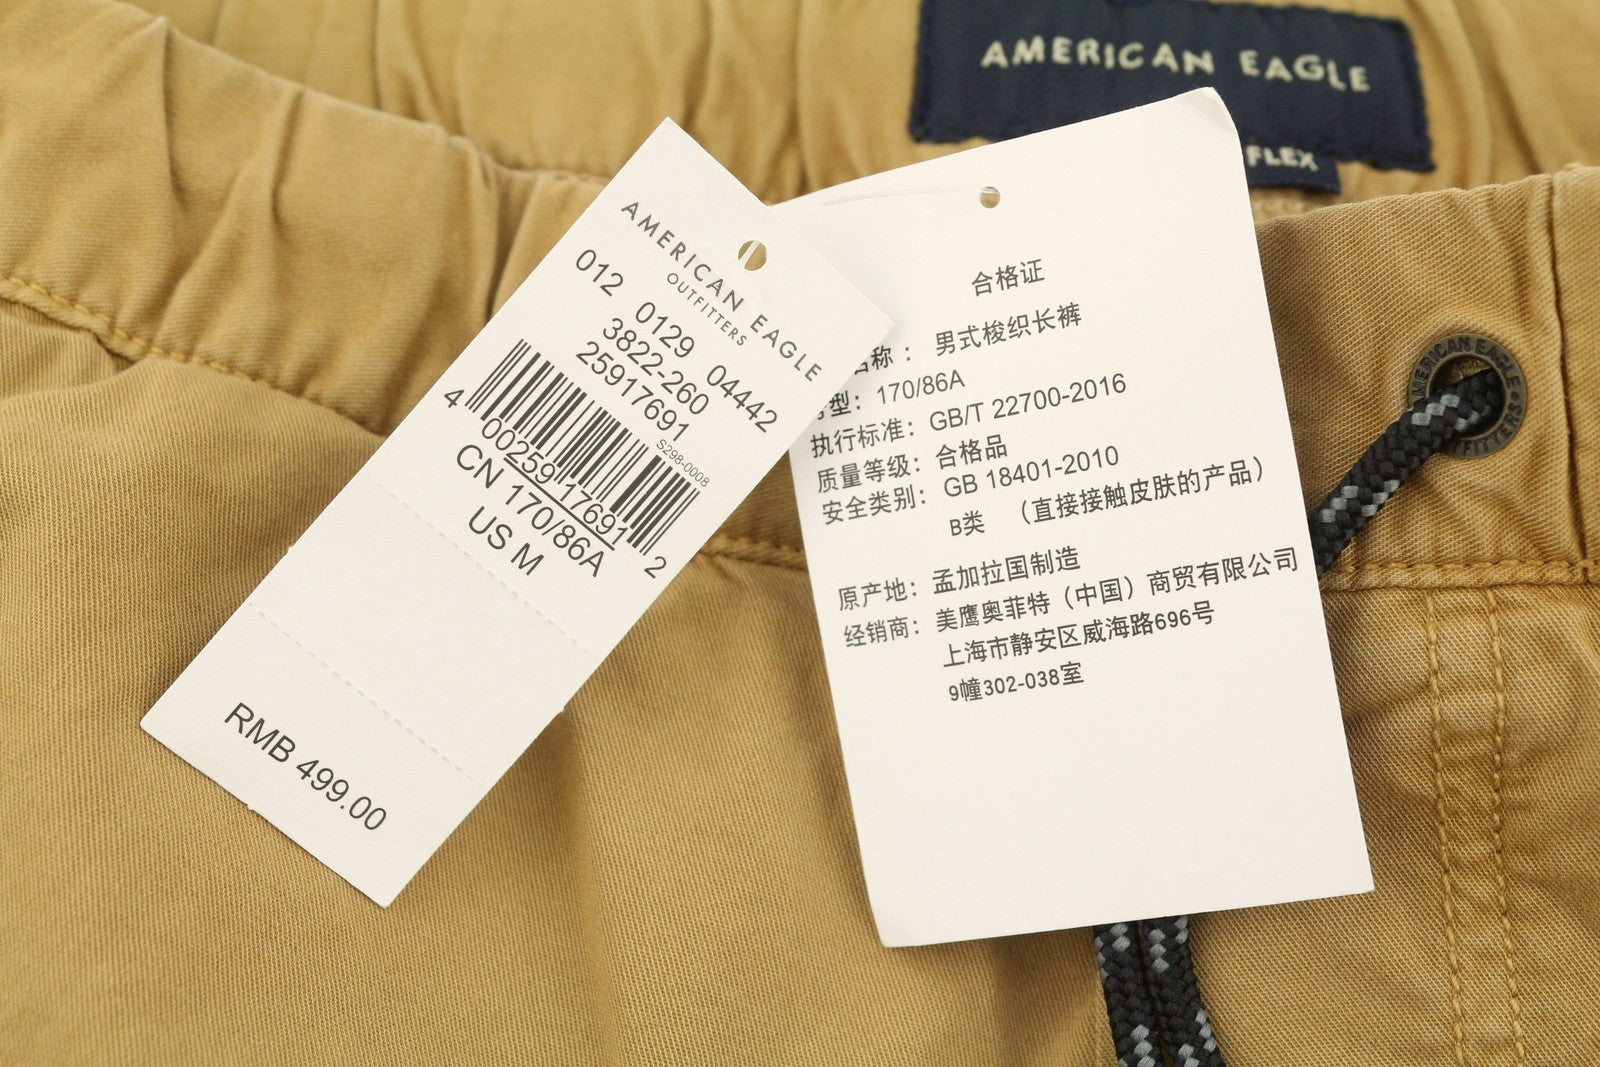 AMERICAN EAGLE
FLEX
AMERICAN EAGLE
OUTFITTERS
012 0129 04442
3822-260
25917691
S298-0008
4 00259 17691 2
CN 170/86A
US M
RMB 499.00
合格证
名称： 男式梭织长裤
号型：170/86A
执行标准：GB/T 22700-2016
质量等级：合格品
安全类别：GB 18401-2010
B类 （直接接触皮肤的产品）
原产地：孟加拉国制造
经销商：美鹰奥菲特（中国）商贸有限公司
上海市静安区威海路696号
9幢302-038室
AMERICAN EAGLE
OUTFITTERS